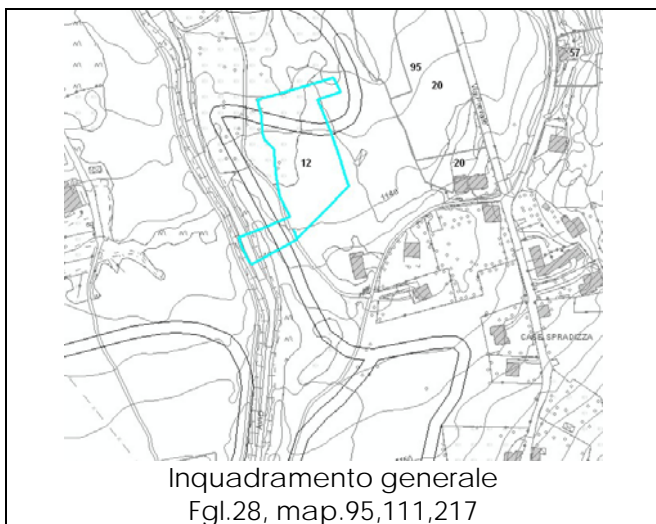 57
95
20
12
20
CASE SPRADIZZA
Inquadramento generale
Fgl.28, map.95,111,217